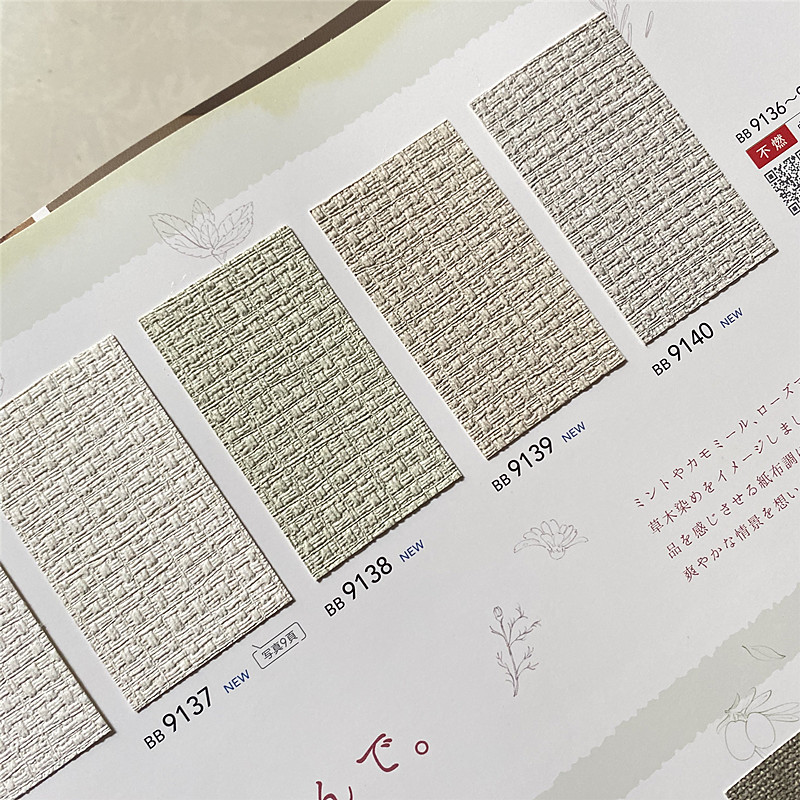 BB 9136～9
不燃
BB 9140 NEW
BB 9139 NEW
BB 9138 NEW
BB 9137 NEW
写真9頁
ミントやカモミール、ローズマ
草木染めをイメージしまし
品を感じさせる紙布調
爽やかな情景を想い
んで。